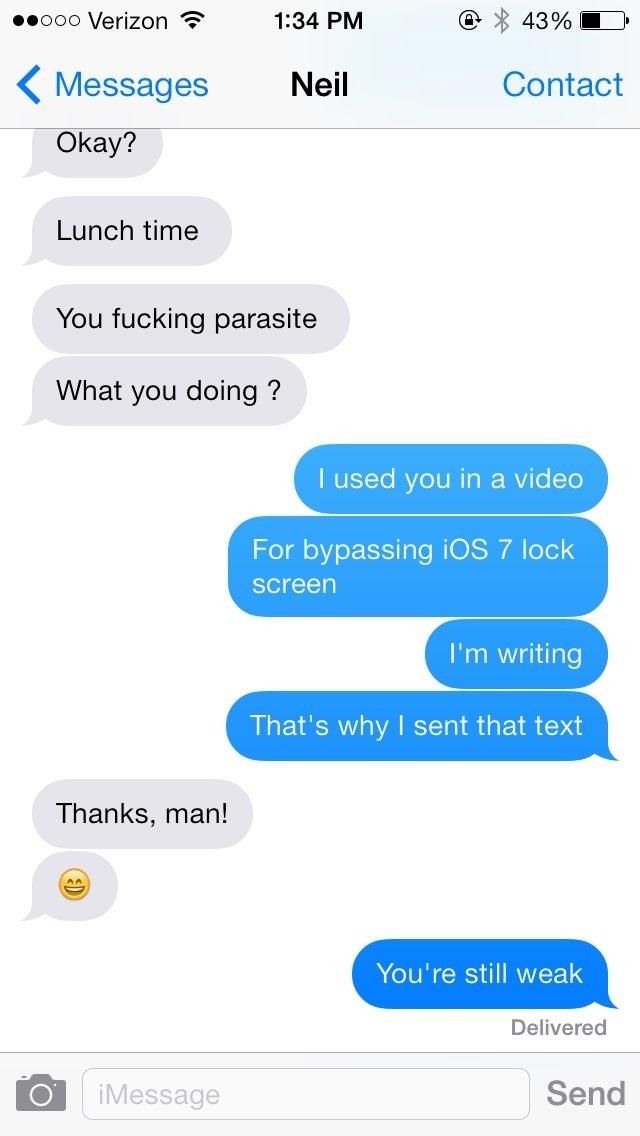 Verizon 1:34 PM 43%
Messages Neil Contact
Okay?
Lunch time
You fucking parasite
What you doing ?
I used you in a video
For bypassing iOS 7 lock
screen
I'm writing
That's why I sent that text
Thanks, man!
😄
You're still weak
Delivered
iMessage Send